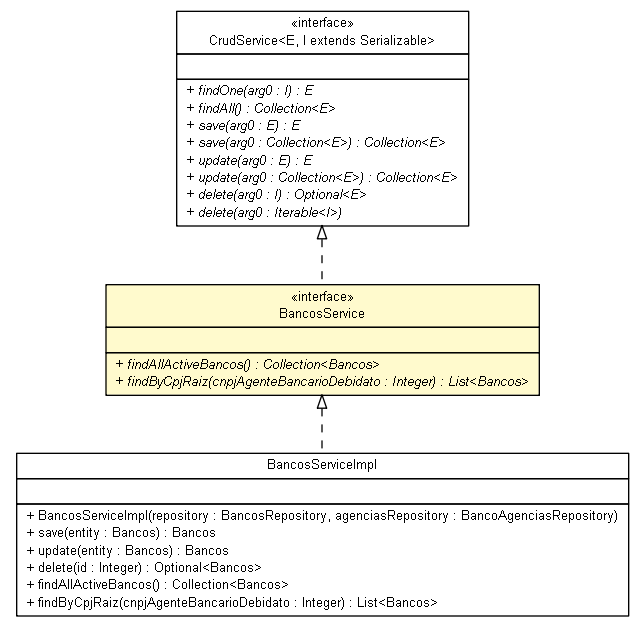 «interface»
CrudService<E, I extends Serializable>
+ findOne(arg0 : I) : E
+ findAll() : Collection<E>
+ save(arg0 : E) : E
+ save(arg0 : Collection<E>) : Collection<E>
+ update(arg0 : E) : E
+ update(arg0 : Collection<E>) : Collection<E>
+ delete(arg0 : I) : Optional<E>
+ delete(arg0 : Iterable<I>)
«interface»
BancosService
+ findAllActiveBancos() : Collection<Bancos>
+ findByCpjRaiz(cnpjAgenteBancarioDebidato : Integer) : List<Bancos>
BancosServiceImpl
+ BancosServiceImpl(repository : BancosRepository, agenciasRepository : BancoAgenciasRepository)
+ save(entity : Bancos) : Bancos
+ update(entity : Bancos) : Bancos
+ delete(id : Integer) : Optional<Bancos>
+ findAllActiveBancos() : Collection<Bancos>
+ findByCpjRaiz(cnpjAgenteBancarioDebidato : Integer) : List<Bancos>